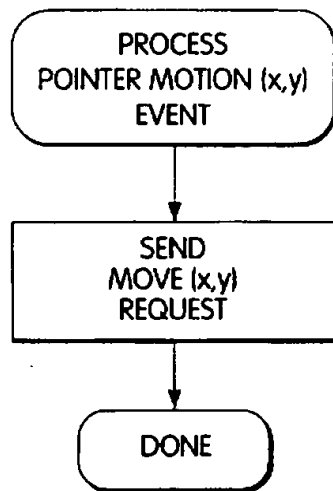 PROCESS
POINTER MOTION (x,y)
EVENT
SEND
MOVE (x,y)
REQUEST
DONE